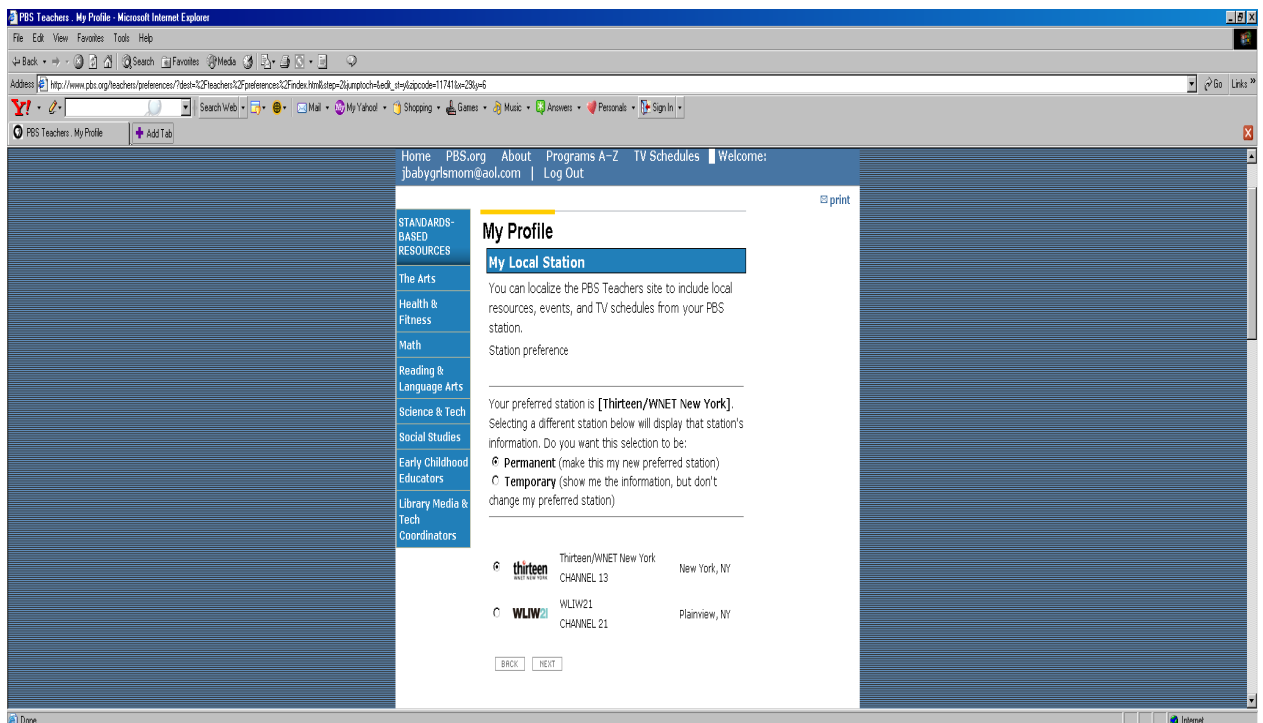 PBS Teachers . My Profile - Microsoft Internet Explorer
File Edit View Favorites Tools Help
Back Search Favorites Media
Address http://www.pbs.org/teachers/preferences/?dest=%2Fteachers%2Fpreferences%2Findex.html&step=2&jumptoch=&edit_st=y&zipcode=11741&x=29&y=6 Go Links »
Y! Search Web Mail My Yahoo! Shopping Games Music Answers Personals Sign In
PBS Teachers . My Profile Add Tab
Home PBS.org About Programs A-Z TV Schedules Welcome:
jbabygrlsmom@aol.com | Log Out
print
STANDARDS-
BASED
RESOURCES
The Arts
Health &
Fitness
Math
Reading &
Language Arts
Science & Tech
Social Studies
Early Childhood
Educators
Library Media &
Tech
Coordinators
My Profile
My Local Station
You can localize the PBS Teachers site to include local
resources, events, and TV schedules from your PBS
station.
Station preference
Your preferred station is [Thirteen/WNET New York].
Selecting a different station below will display that station's
information. Do you want this selection to be:
Permanent (make this my new preferred station)
Temporary (show me the information, but don't
change my preferred station)
thirteen
WNET NEW YORK
Thirteen/WNET New York
CHANNEL 13
New York, NY
WLIW21
WLIW21
CHANNEL 21
Plainview, NY
BACK NEXT
Done Internet